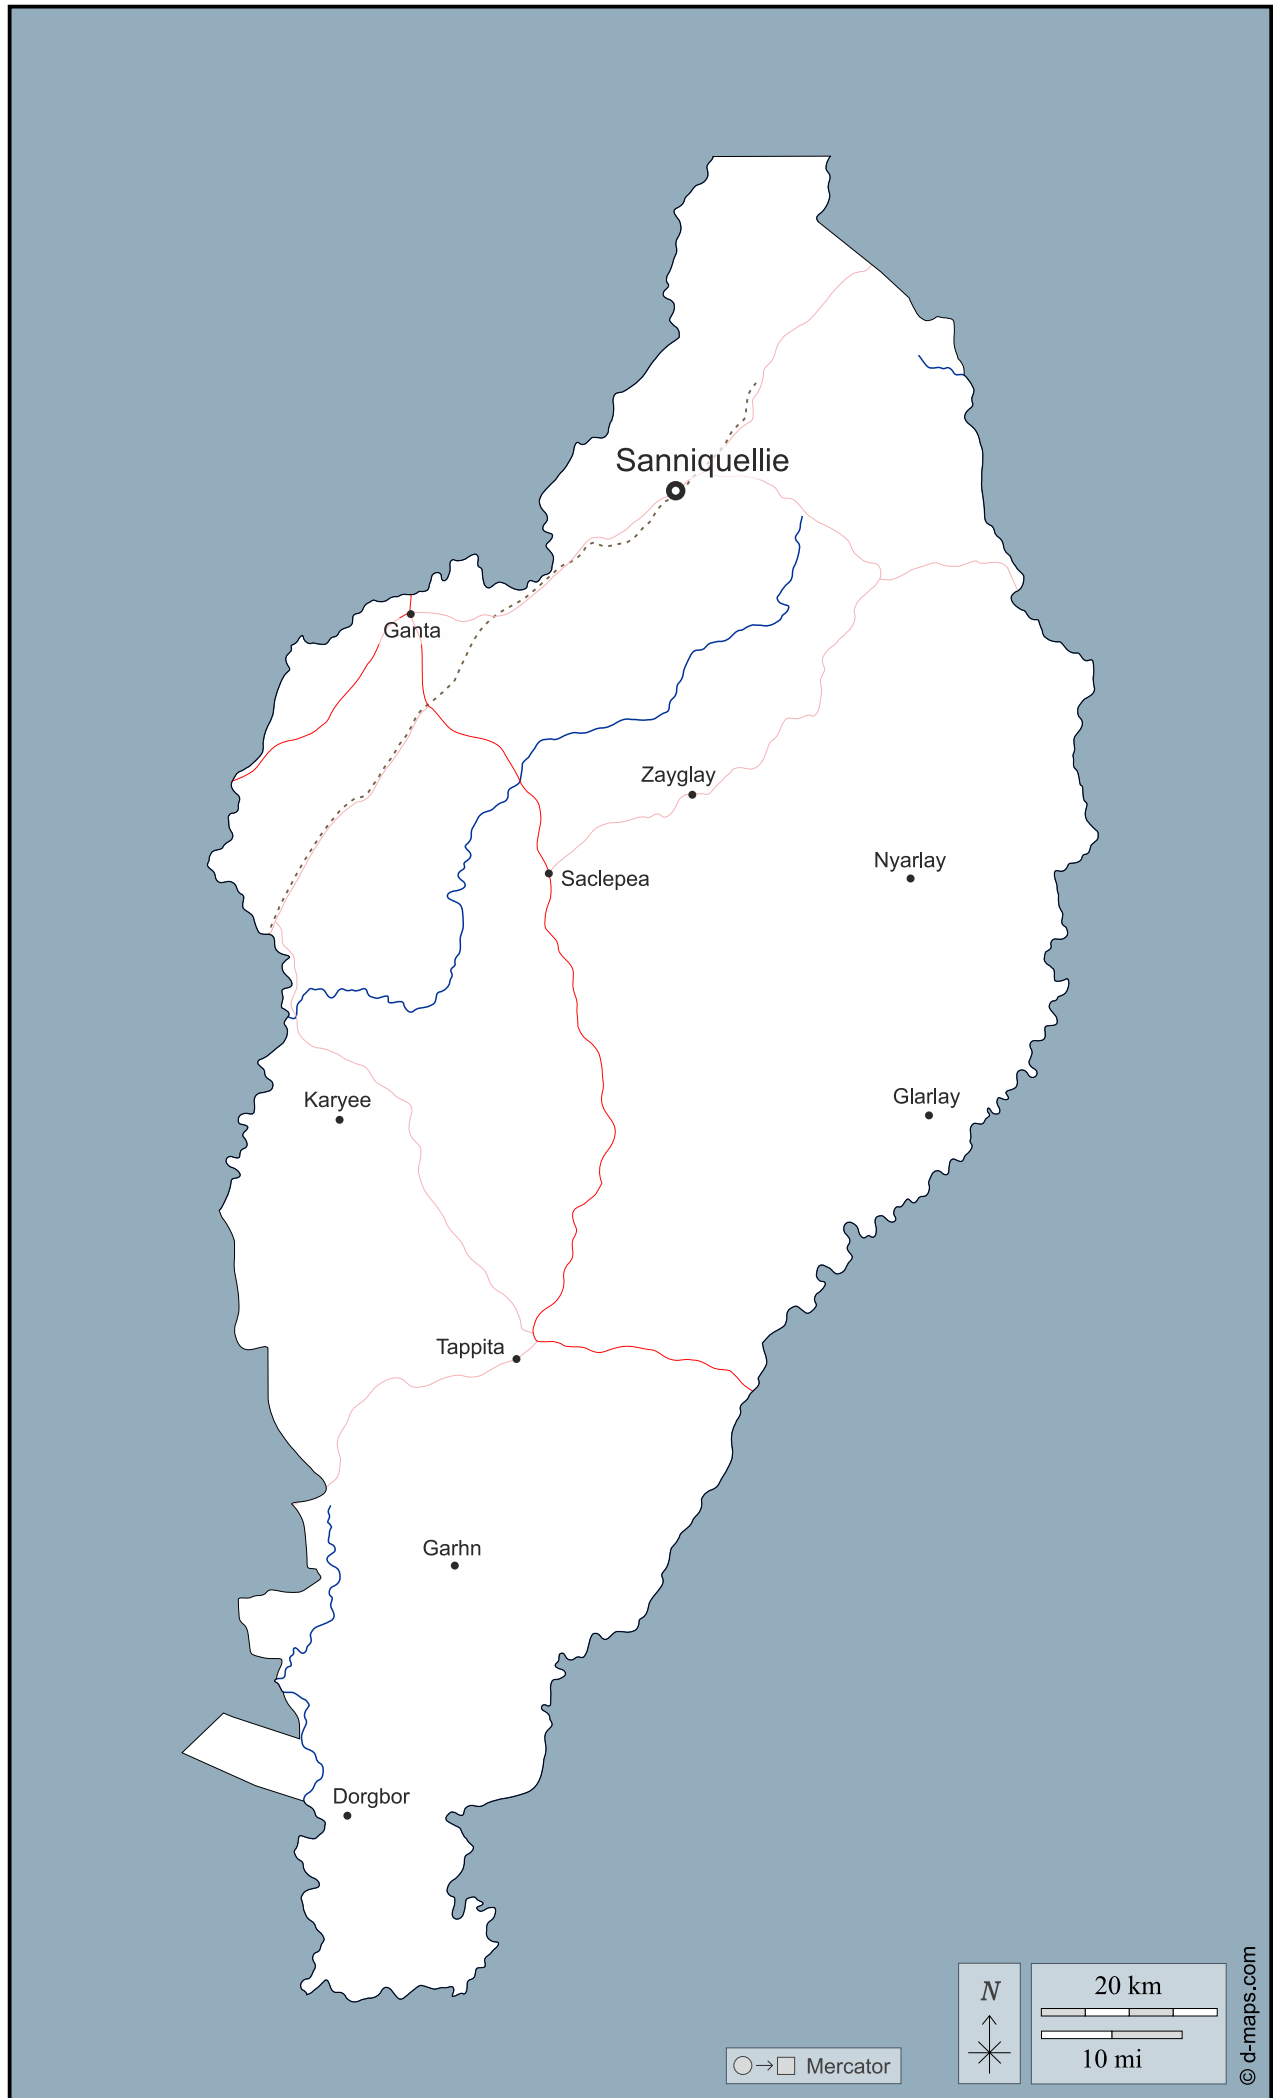 Sanniquellie
Ganta
Zayglay
Nyarlay
Saclepea
Karyee
Glarlay
Tappita
Garhn
Dorgbor
N
20 km
10 mi
Mercator
© d-maps.com